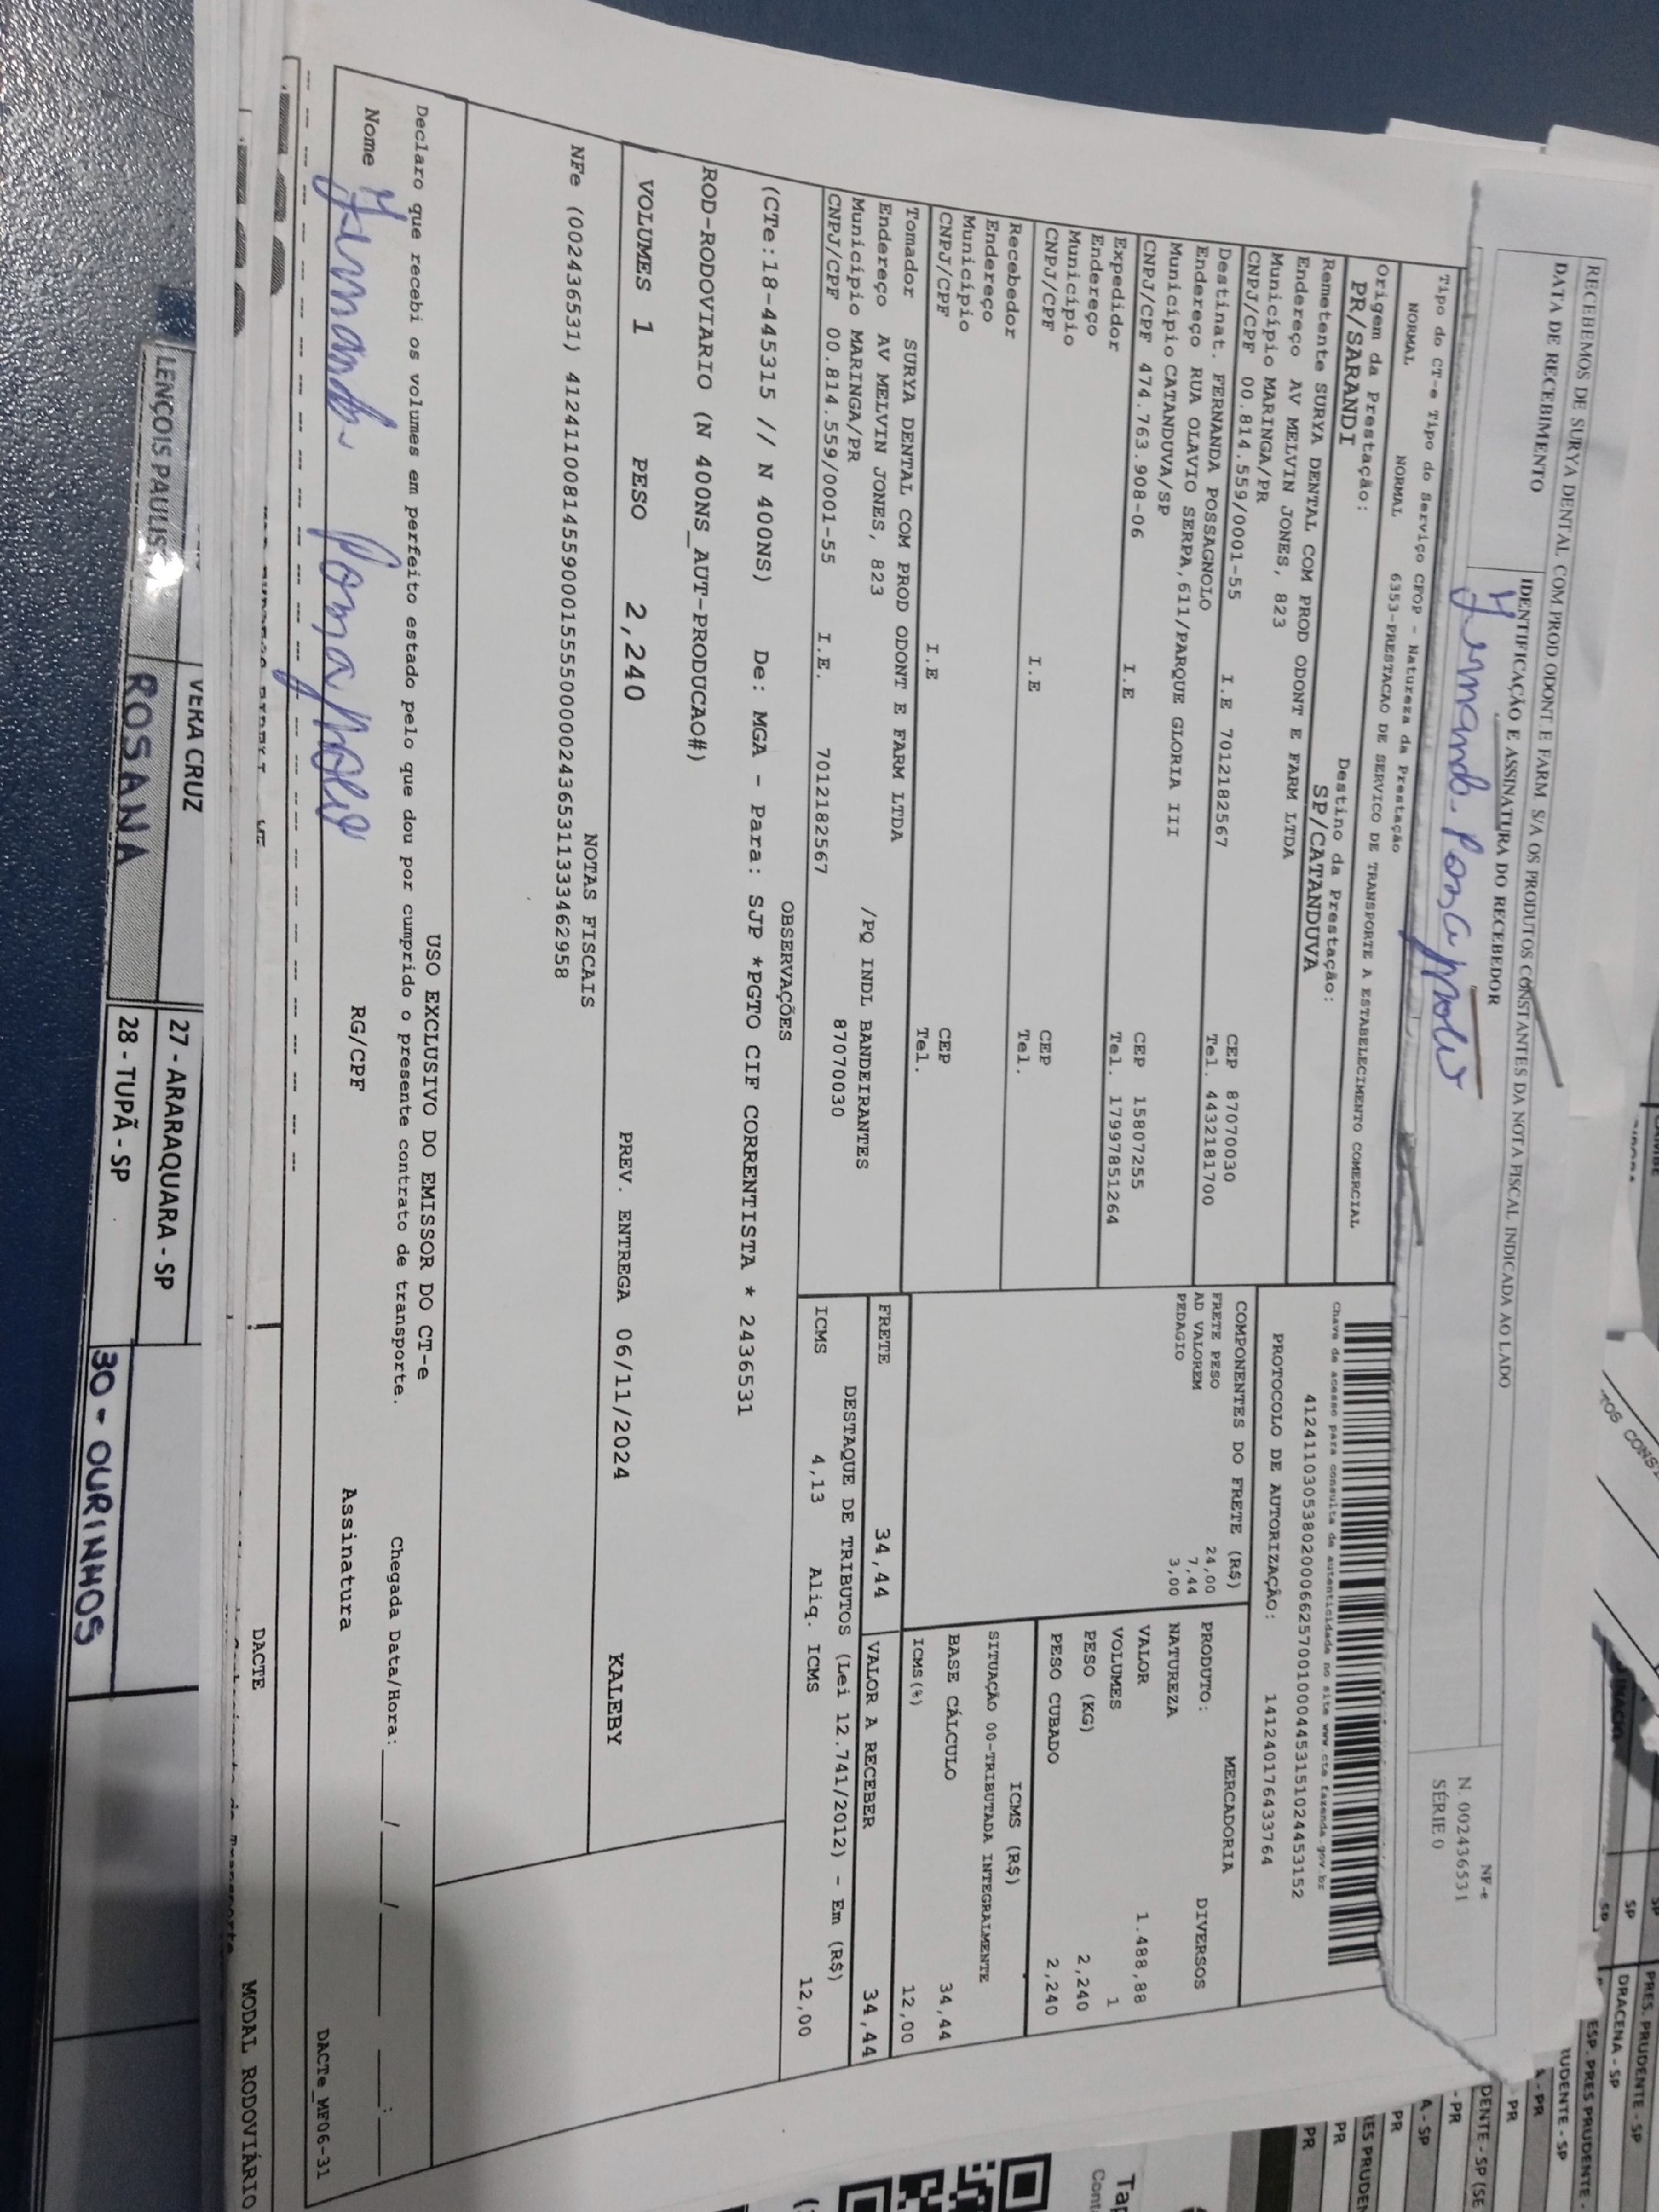 RECEBEMOS DE SURYA DENTAL COM PROD ODONT E FARM. S/A OS PRODUTOS CONSTANTES DA NOTA FISCAL INDICADA AO LADO
DATA DE RECEBIMENTO
IDENTIFICAÇÃO E ASSINATURA DO RECEBEDOR
NF-e
N. 002436531
SÉRIE 0
Tipo do CT-e Tipo do Serviço CFOP - Natureza da Prestação
NORMAL NORMAL 6353-PRESTACAO DE SERVICO DE TRANSPORTE A ESTABELECIMENTO COMERCIAL
Origem da Prestação: Destino da Prestação:
PR/SARANDI SP/CATANDUVA
Remetente SURYA DENTAL COM PROD ODONT E FARM LTDA
Endereço AV MELVIN JONES, 823
Município MARINGA/PR CEP 87070030
CNPJ/CPF 00.814.559/0001-55 I.E 7012182567 Tel. 4432181700
Destinat. FERNANDA POSSAGNOLO
Endereço RUA OLAVIO SERPA,611/PARQUE GLORIA III
Município CATANDUVA/SP CEP 15807255
CNPJ/CPF 474.763.908-06 I.E Tel. 17997851264
Expedidor
Endereço
Município CEP
CNPJ/CPF I.E Tel.
Recebedor
Endereço
Município CEP
CNPJ/CPF I.E Tel.
Tomador SURYA DENTAL COM PROD ODONT E FARM LTDA
Endereço AV MELVIN JONES, 823 /PQ INDL BANDEIRANTES
Município MARINGA/PR 87070030
CNPJ/CPF 00.814.559/0001-55 I.E. 7012182567
Chave de acesso para consulta de autenticidade no site www.cte.fazenda.gov.br
41241103053802000662570010004453151024453152
PROTOCOLO DE AUTORIZAÇÃO: 141240176433764
COMPONENTES DO FRETE (R$)
FRETE PESO 24,00
AD VALOREM 7,44
PEDAGIO 3,00
MERCADORIA
PRODUTO: DIVERSOS
NATUREZA
VALOR 1.488,88
VOLUMES 1
PESO (KG) 2,240
PESO CUBADO 2,240
ICMS (R$)
SITUAÇÃO 00-TRIBUTADA INTEGRALMENTE
BASE CÁLCULO 34,44
ICMS(%) 12,00
FRETE 34,44 VALOR A RECEBER 34,44
DESTAQUE DE TRIBUTOS (Lei 12.741/2012) - Em (R$)
ICMS 4,13 Aliq. ICMS 12,00
OBSERVAÇÕES
(CTe:18-445315 // N 400NS) De: MGA - Para: SJP *PGTO CIF CORRENTISTA * 2436531
ROD-RODOVIARIO (N 400NS_AUT-PRODUCAO#)
VOLUMES 1 PESO 2,240 PREV. ENTREGA 06/11/2024 KALEBY
NOTAS FISCAIS
NFe (002436531) 41241100814559000155550000024365311333462958
USO EXCLUSIVO DO EMISSOR DO CT-e
Declaro que recebi os volumes em perfeito estado pelo que dou por cumprido o presente contrato de transporte. Chegada Data/Hora: ____/____/______ ____:____
Nome RG/CPF Assinatura
DACTe_MF06-31
DACTE MODAL RODOVIÁRIO
VERA CRUZ 27 - ARARAQUARA - SP
ROSANA 28 - TUPÃ - SP 30 - OURINHOS
PRES. PRUDENTE - SP
DRACENA - SP